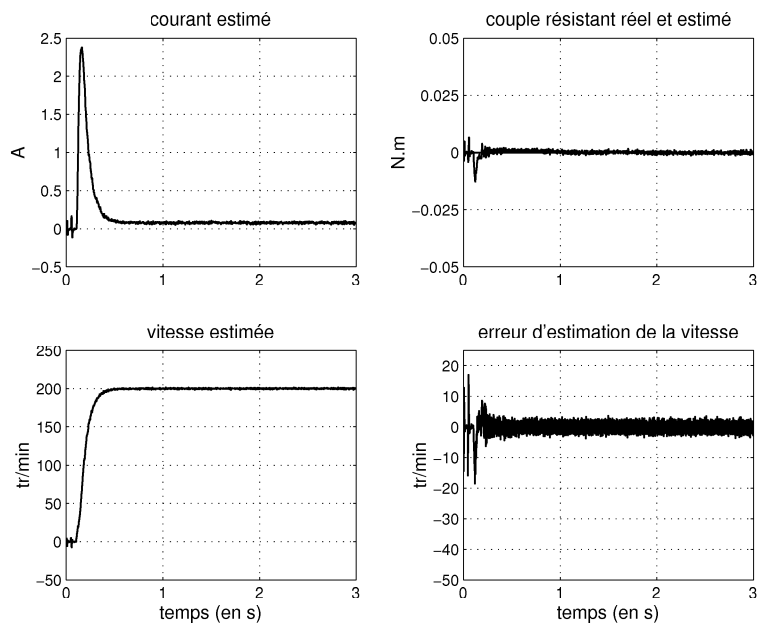 courant estimé
2.5
2
1.5
1
0.5
0
−0.5
A
0 1 2 3
couple résistant réel et estimé
0.05
0.025
0
−0.025
−0.05
N.m
0 1 2 3
vitesse estimée
250
200
150
100
50
0
−50
tr/min
0 1 2 3
temps (en s)
erreur d'estimation de la vitesse
20
10
0
−10
−20
−30
−40
−50
tr/min
0 1 2 3
temps (en s)